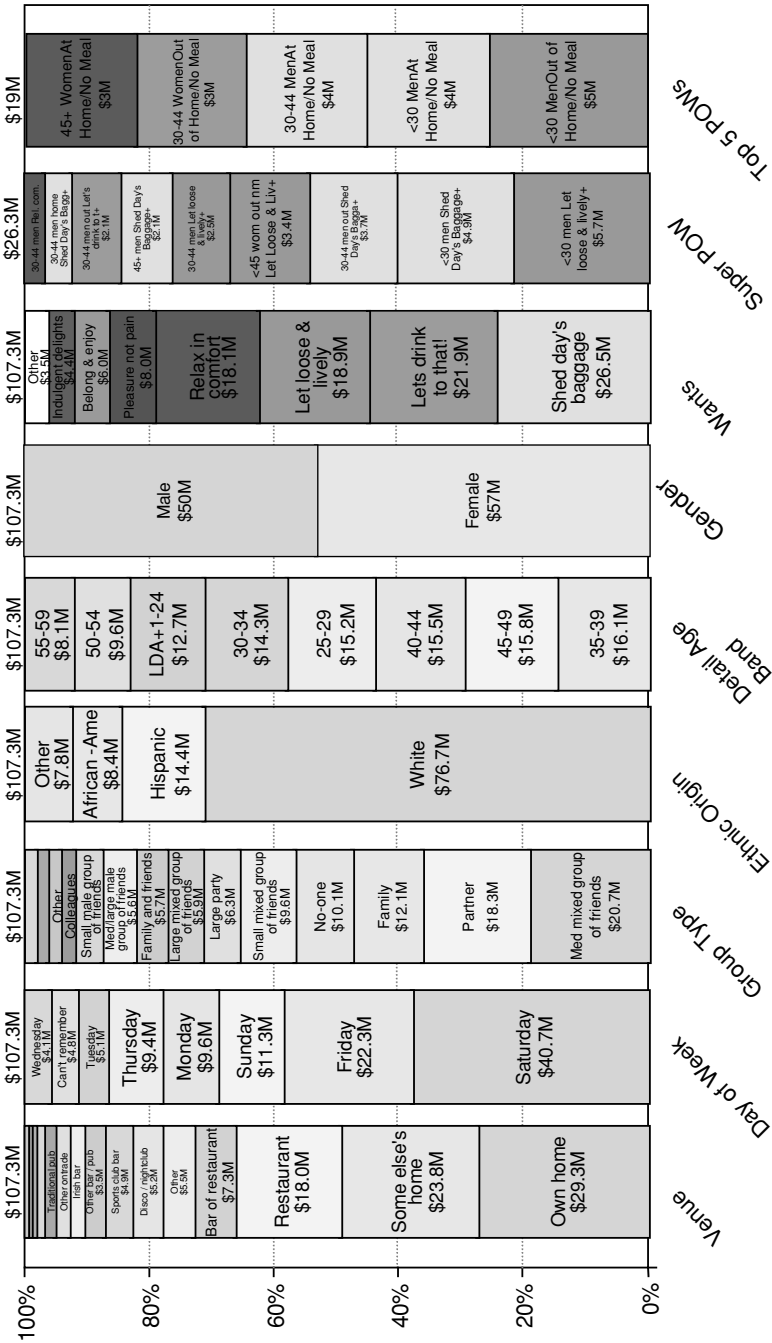 100%
80%
60%
40%
20%
0%
$107.3M
Traditional pub
Other ontrade
Irish bar
Other bar / pub
$3.5M
Sports club bar
$4.9M
Disco / nightclub
$5.2M
Other
$5.5M
Bar of restaurant
$7.3M
Restaurant
$18.0M
Some else's
home
$23.8M
Own home
$29.3M
Venue
$107.3M
Wednesday
$4.1M
Can't remember
$4.8M
Tuesday
$5.1M
Thursday
$9.4M
Monday
$9.6M
Sunday
$11.3M
Friday
$22.3M
Saturday
$40.7M
Day of Week
$107.3M
Other
Colleagues
Small male group
of friends
Med/large male
group of friends
$5.6M
Family and friends
$5.7M
Large mixed group
of friends
$5.9M
Large party
$6.3M
Small mixed group
$9.6M
No-one
$10.1M
Family
$12.1M
Partner
$18.3M
Med mixed group
of friends
$20.7M
Group Type
$107.3M
Other
$7.8M
African -Ame
$8.4M
Hispanic
$14.4M
White
$76.7M
Ethnic Origin
$107.3M
55-59
$8.1M
50-54
$9.6M
LDA+1-24
$12.7M
30-34
$14.3M
25-29
$15.2M
40-44
$15.5M
45-49
$15.8M
35-39
$16.1M
Detail Age
Band
$107.3M
Male
$50M
Female
$57M
Gender
$107.3M
Other
$3.5M
Indulgent delights
$4.4M
Belong & enjoy
$6.0M
Pleasure not pain
$8.0M
Relax in
comfort
$18.1M
Let loose &
lively
$18.9M
Lets drink
to that!
$21.9M
Shed day's
baggage
$26.5M
Wants
$26.3M
30-44 men Rel. com.
30-44 men home
Shed Day's Bagg+
30-44 men out Let's
drink to t+
$2.1M
45+ men Shed Day's
Baggage+
$2.1M
30-44 men Let loose
& lively+
$2.5M
<45 wom out nm
Let Loose & Liv+
$3.4M
30-44 men out Shed
Day's Bagga+
$3.7M
<30 men Shed
Day's Baggage+
$4.9M
<30 men Let
loose & lively+
$5.7M
Super POW
$19M
45+ WomenAt
Home/No Meal
$3M
30-44 WomenOut
of Home/No Meal
$3M
30-44 MenAt
Home/No Meal
$4M
<30 MenAt
Home/No Meal
$4M
<30 MenOut of
Home/No Meal
$5M
Top 5 POWs